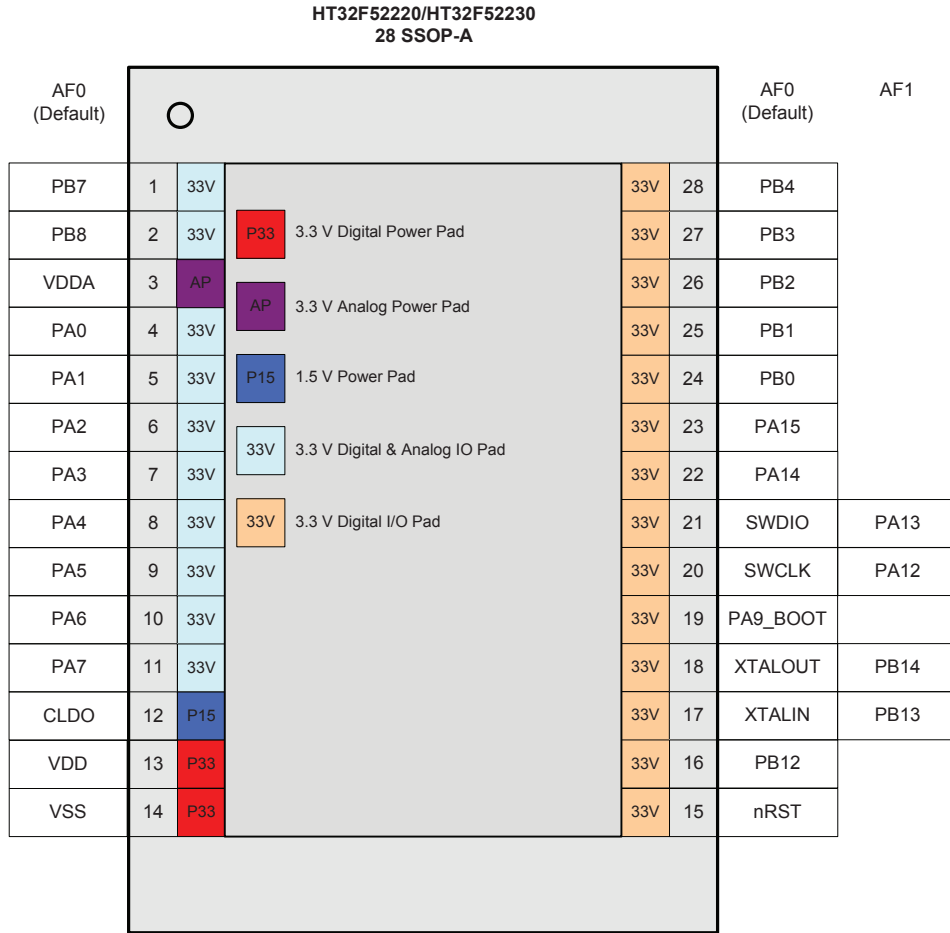 HT32F52220/HT32F52230
28 SSOP-A
AF0
(Default)
AF0
(Default)
AF1
PB7 1 33V 33V 28 PB4
PB8 2 33V 33V 27 PB3
P33 3.3 V Digital Power Pad
VDDA 3 AP 33V 26 PB2
AP 3.3 V Analog Power Pad
PA0 4 33V 33V 25 PB1
PA1 5 33V 33V 24 PB0
P15 1.5 V Power Pad
PA2 6 33V 33V 23 PA15
33V 3.3 V Digital & Analog IO Pad
PA3 7 33V 33V 22 PA14
PA4 8 33V 33V 21 SWDIO PA13
33V 3.3 V Digital I/O Pad
PA5 9 33V 33V 20 SWCLK PA12
PA6 10 33V 33V 19 PA9_BOOT
PA7 11 33V 33V 18 XTALOUT PB14
CLDO 12 P15 33V 17 XTALIN PB13
VDD 13 P33 33V 16 PB12
VSS 14 P33 33V 15 nRST